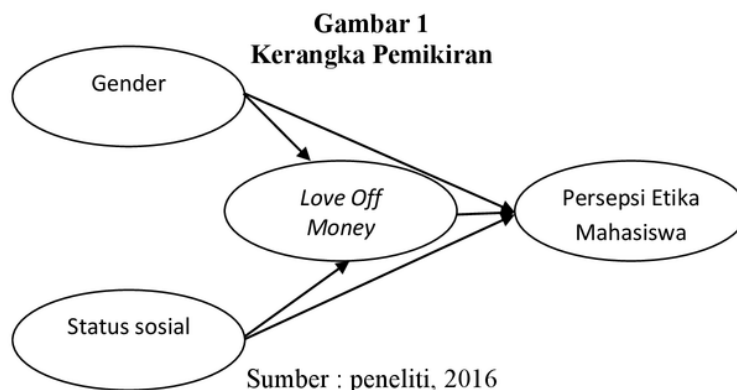 Gambar 1
Kerangka Pemikiran
Gender
Love Off
Money
Persepsi Etika
Mahasiswa
Status sosial
Sumber : peneliti, 2016